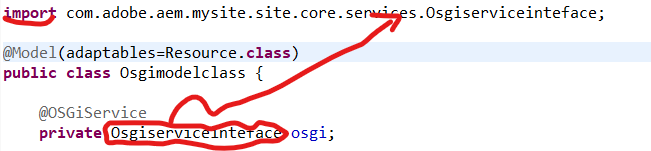 import com.adobe.aem.mysite.site.core.services.Osgiserviceinteface;
@Model(adaptables=Resource.class)
public class Osgimodelclass {
@OSGiService
private Osgiserviceinteface osgi;